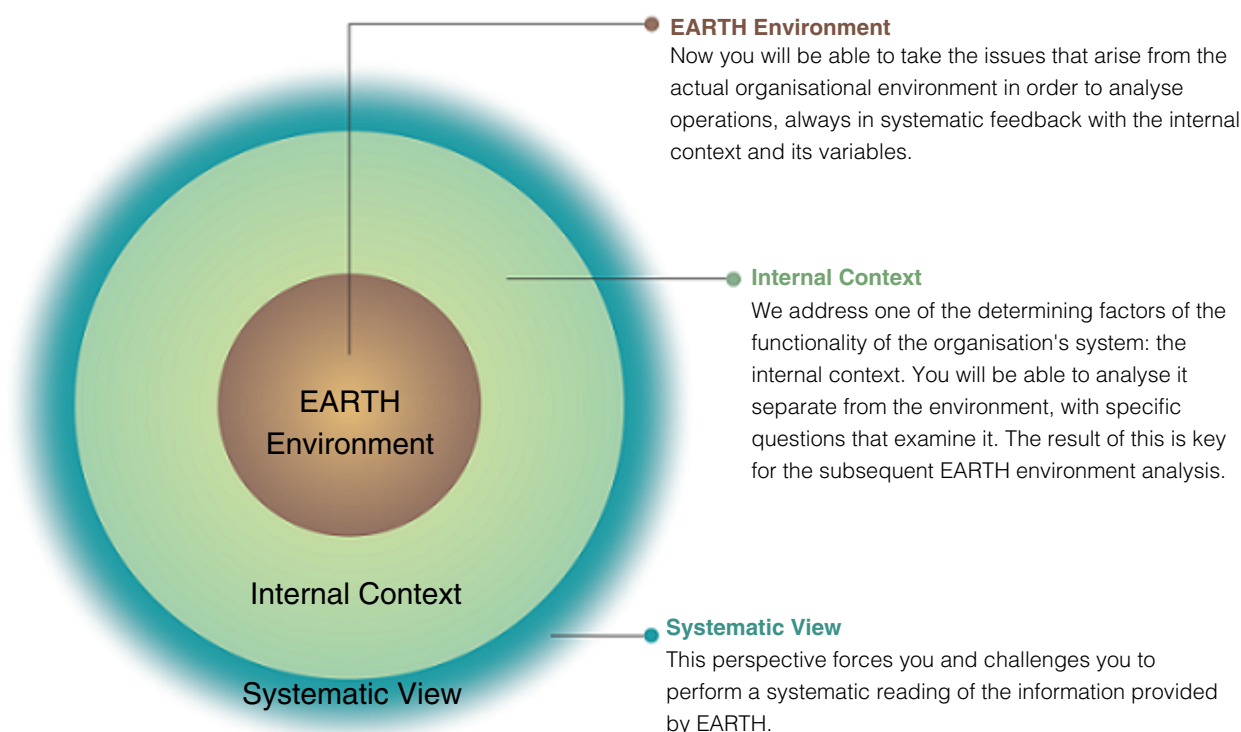 EARTH Environment
Now you will be able to take the issues that arise from the
actual organisational environment in order to analyse
operations, always in systematic feedback with the internal
context and its variables.
Internal Context
We address one of the determining factors of the
functionality of the organisation's system: the
internal context. You will be able to analyse it
separate from the environment, with specific
questions that examine it. The result of this is key
for the subsequent EARTH environment analysis.
EARTH
Environment
Internal Context
Systematic View
Systematic View
This perspective forces you and challenges you to
perform a systematic reading of the information provided
by EARTH.